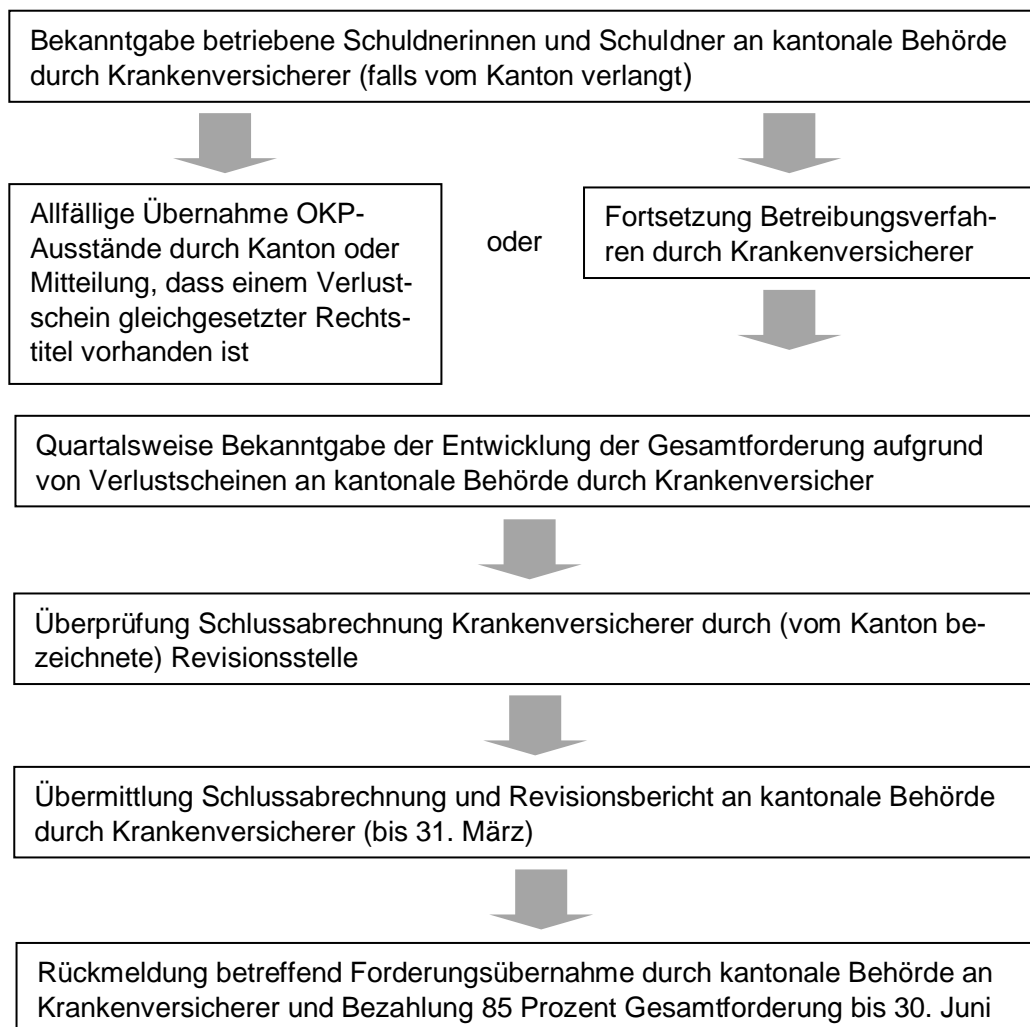 Bekanntgabe betriebene Schuldnerinnen und Schuldner an kantonale Behörde
durch Krankenversicherer (falls vom Kanton verlangt)
Allfällige Übernahme OKP-
Ausstände durch Kanton oder
Mitteilung, dass einem Verlust-
schein gleichgesetzter Rechts-
titel vorhanden ist
oder
Fortsetzung Betreibungsverfah-
ren durch Krankenversicherer
Quartalsweise Bekanntgabe der Entwicklung der Gesamtforderung aufgrund
von Verlustscheinen an kantonale Behörde durch Krankenversicher
Überprüfung Schlussabrechnung Krankenversicherer durch (vom Kanton be-
zeichnete) Revisionsstelle
Übermittlung Schlussabrechnung und Revisionsbericht an kantonale Behörde
durch Krankenversicherer (bis 31. März)
Rückmeldung betreffend Forderungsübernahme durch kantonale Behörde an
Krankenversicherer und Bezahlung 85 Prozent Gesamtforderung bis 30. Juni